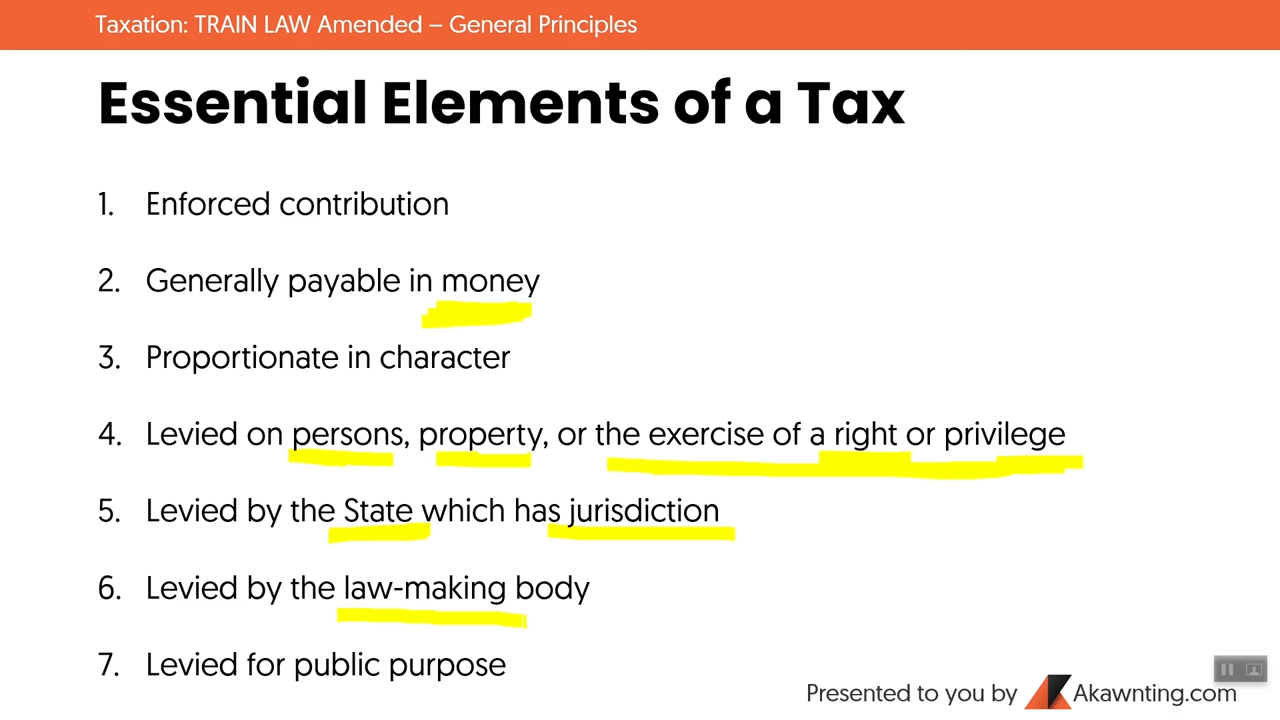 Taxation: TRAIN LAW Amended – General Principles
Essential Elements of a Tax
1. Enforced contribution
2. Generally payable in money
3. Proportionate in character
4. Levied on persons, property, or the exercise of a right or privilege
5. Levied by the State which has jurisdiction
6. Levied by the law-making body
7. Levied for public purpose
Presented to you by Akawnting.com